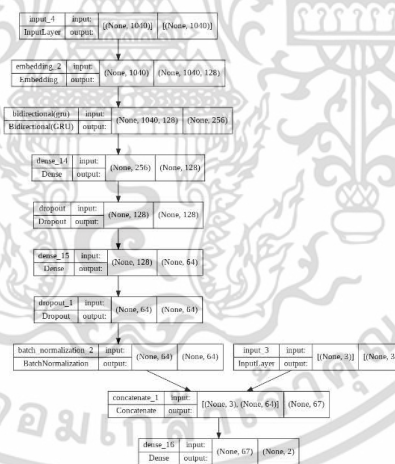 input_4 input: [(None, 1040)] [(None, 1040)]
InputLayer output:
embedding_2 input: (None, 1040) (None, 1040, 128)
Embedding output:
bidirectional(gru) input: (None, 1040, 128) (None, 256)
Bidirectional(GRU) output:
dense_14 input: (None, 256) (None, 128)
Dense output:
dropout input: (None, 128) (None, 128)
Dropout output:
dense_15 input: (None, 128) (None, 64)
Dense output:
dropout_1 input: (None, 64) (None, 64)
Dropout output:
batch_normalization_2 input: (None, 64) (None, 64) input_3 input: [(None, 3)] [(None, 3
BatchNormalization output: InputLayer output:
concatenate_1 input: [(None, 3), (None, 64)] (None, 67)
Concatenate output:
dense_16 input: (None, 67) (None, 2)
Dense output: